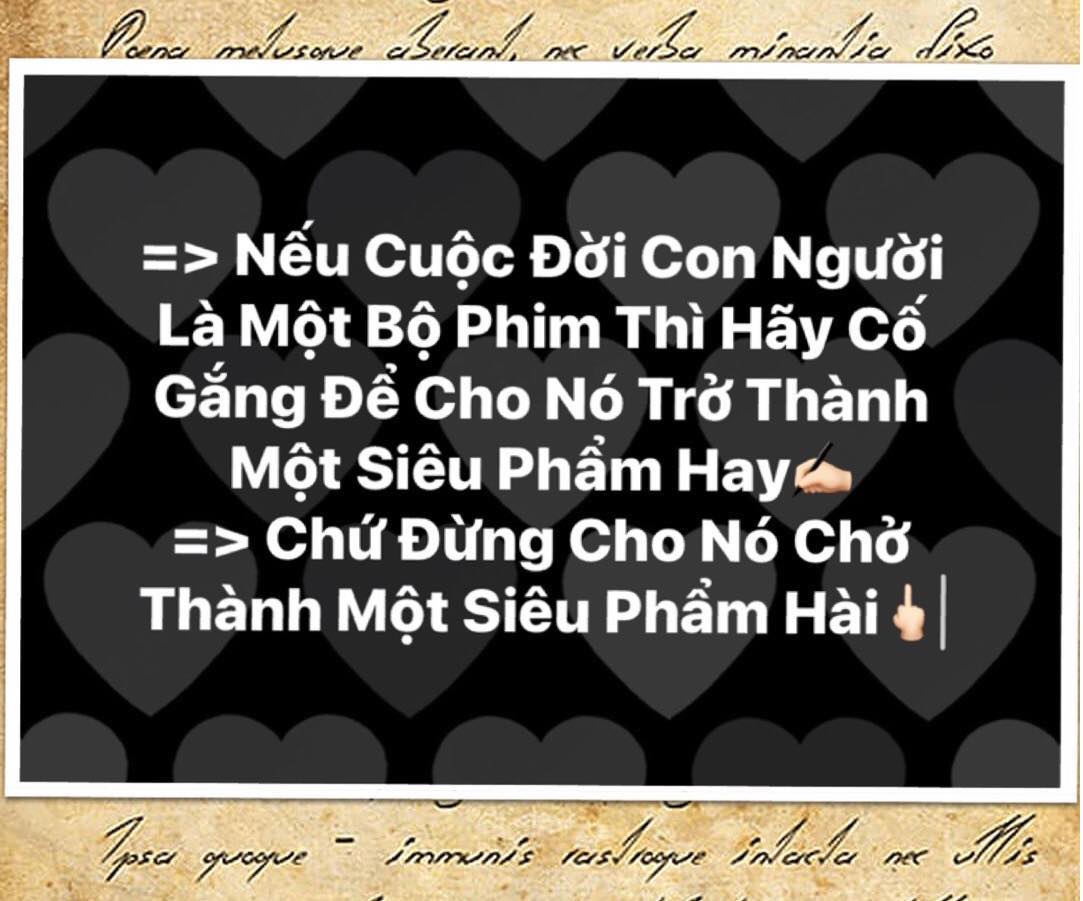 Poena metusque aberant, nec verba minantia fixo
=> Nếu Cuộc Đời Con Người
Là Một Bộ Phim Thì Hãy Cố
Gắng Để Cho Nó Trở Thành
Một Siêu Phẩm Hay✍🏻
=> Chứ Đừng Cho Nó Chở
Thành Một Siêu Phẩm Hài🖕🏻
Ipsa quoque - immunis rastroque intacta nec ullis